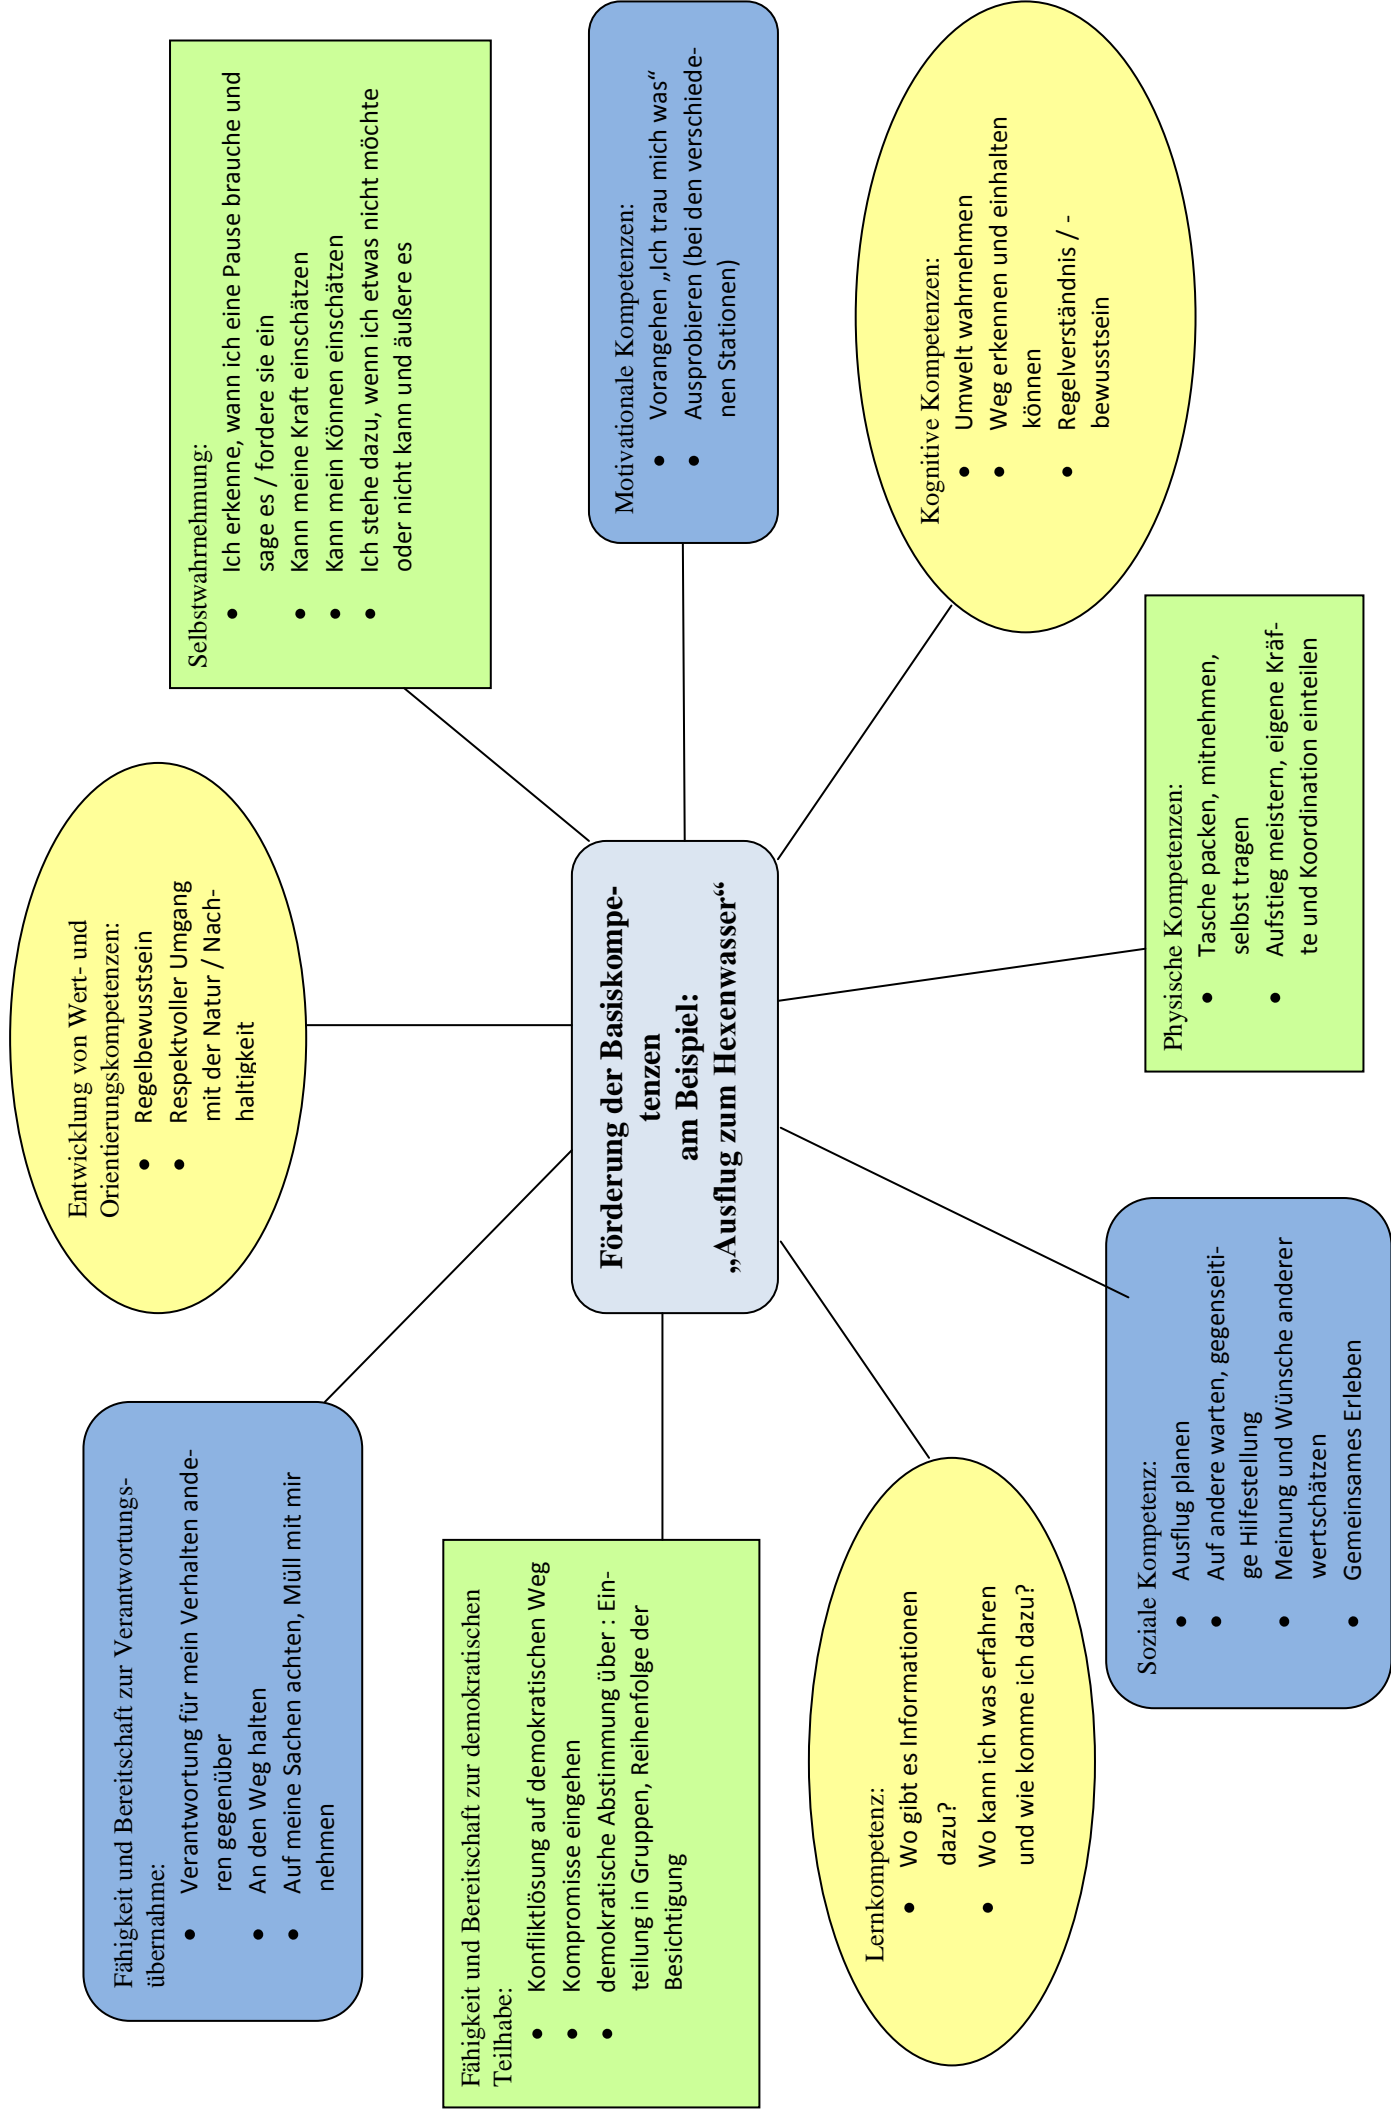 Fähigkeit und Bereitschaft zur Verantwortungs-
übernahme:
• Verantwortung für mein Verhalten ande-
ren gegenüber
• An den Weg halten
• Auf meine Sachen achten, Müll mit mir
nehmen
Entwicklung von Wert- und
Orientierungskompetenzen:
• Regelbewusstsein
• Respektvoller Umgang
mit der Natur / Nach-
haltigkeit
Selbstwahrnehmung:
• Ich erkenne, wann ich eine Pause brauche und
sage es / fordere sie ein
• Kann meine Kraft einschätzen
• Kann mein Können einschätzen
• Ich stehe dazu, wenn ich etwas nicht möchte
oder nicht kann und äußere es
Fähigkeit und Bereitschaft zur demokratischen
Teilhabe:
• Konfliktlösung auf demokratischen Weg
• Kompromisse eingehen
• demokratische Abstimmung über : Ein-
teilung in Gruppen, Reihenfolge der
Besichtigung
Förderung der Basiskompe-
tenzen
am Beispiel:
„Ausflug zum Hexenwasser“
Motivationale Kompetenzen:
• Vorangehen „Ich trau mich was“
• Ausprobieren (bei den verschiede-
nen Stationen)
Lernkompetenz:
• Wo gibt es Informationen
dazu?
• Wo kann ich was erfahren
und wie komme ich dazu?
Soziale Kompetenz:
• Ausflug planen
• Auf andere warten, gegenseiti-
ge Hilfestellung
• Meinung und Wünsche anderer
wertschätzen
• Gemeinsames Erleben
Physische Kompetenzen:
• Tasche packen, mitnehmen,
selbst tragen
• Aufstieg meistern, eigene Kräf-
te und Koordination einteilen
Kognitive Kompetenzen:
• Umwelt wahrnehmen
• Weg erkennen und einhalten
können
• Regelverständnis / -
bewusstsein